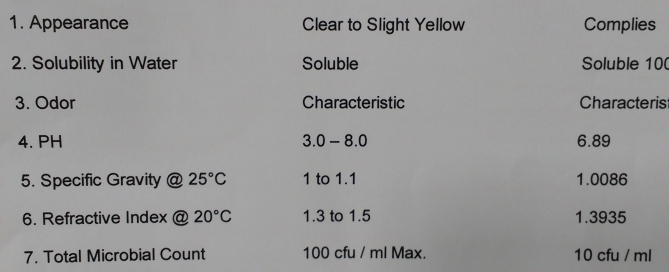 1. Appearance Clear to Slight Yellow Complies
2. Solubility in Water Soluble Soluble
3. Odor Characteristic
4. PH 3.0 – 8.0 6.89
5. Specific Gravity @ 25°C 1 to 1.1 1.0086
6. Refractive Index @ 20°C 1.3 to 1.5 1.3935
7. Total Microbial Count 100 cfu / ml Max. 10 cfu / ml